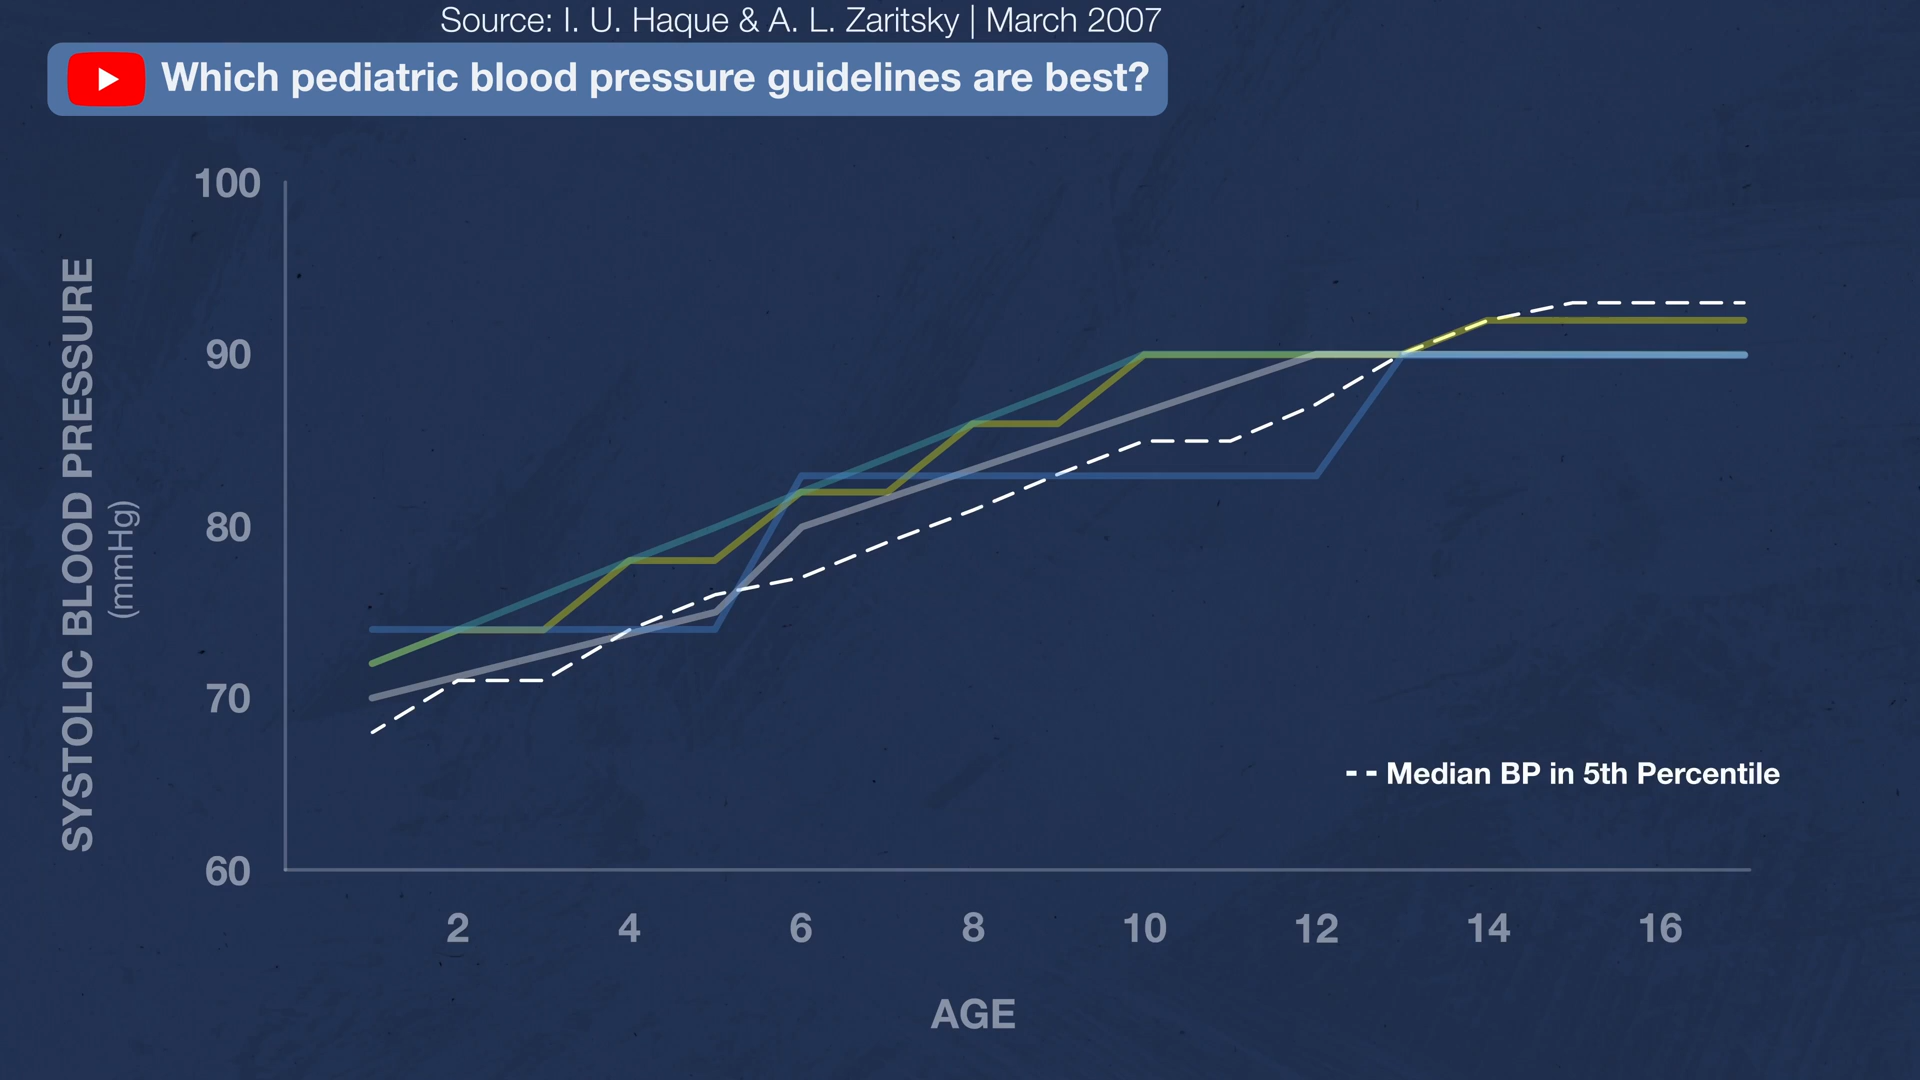 Source: I. U. Haque & A. L. Zaritsky | March 2007
Which pediatric blood pressure guidelines are best?
SYSTOLIC BLOOD PRESSURE
(mmHg)
100
90
80
70
60
2 4 6 8 10 12 14 16
AGE
-- Median BP in 5th Percentile